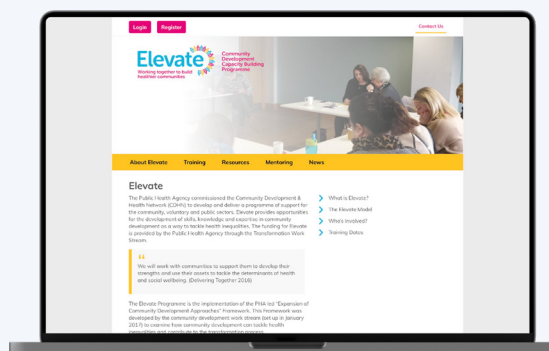 Login Register Contact Us
Elevate
Working together to build
healthier communities
Community
Development
Capacity Building
Programme
About Elevate Training Resources Mentoring News
Elevate
The Public Health Agency commissioned the Community Development &
Health Network (CDHN) to develop and deliver a programme of support for
the community, voluntary and public sectors. Elevate provides opportunities
for the development of skills, knowledge and expertise in community
development as a way to tackle health inequalities. The funding for Elevate
is provided by the Public Health Agency through the Transformation Work
Stream.
What is Elevate?
The Elevate Model
Who's Involved?
Training Dates
“
We will work with communities to support them to develop their
strengths and use their assets to tackle the determinants of health
and social wellbeing. (Delivering Together 2016)
The Elevate Programme is the implementation of the PHA led "Expansion of
Community Development Approaches" framework. This framework was
developed by the community development work stream (set up in January
2017) to examine how community development can tackle health
inequalities and contribute to the transformation process.